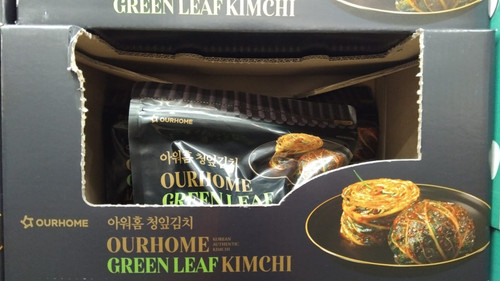 GREEN LEAF KIMCHI
OURHOME
아워홈 청잎김치
OURHOME
GREEN LEAF
OURHOME
아워홈 청잎김치
OURHOME KOREAN AUTHENTIC KIMCHI
GREEN LEAF KIMCHI